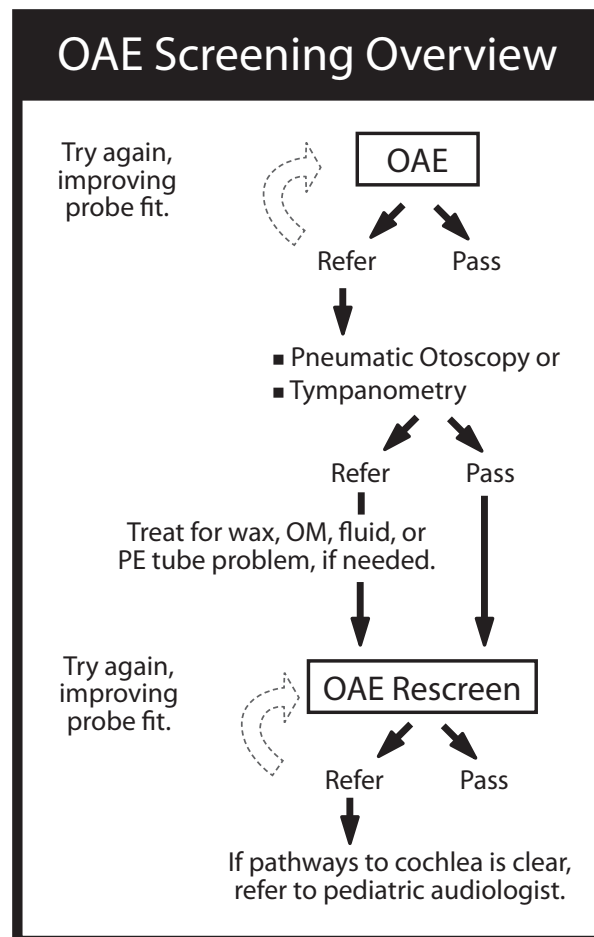 OAE Screening Overview
Try again,
improving
probe fit.
OAE
Refer
Pass
■ Pneumatic Otoscopy or
■ Tympanometry
Refer
Pass
Treat for wax, OM, fluid, or
PE tube problem, if needed.
Try again,
improving
probe fit.
OAE Rescreen
Refer
Pass
If pathways to cochlea is clear,
refer to pediatric audiologist.